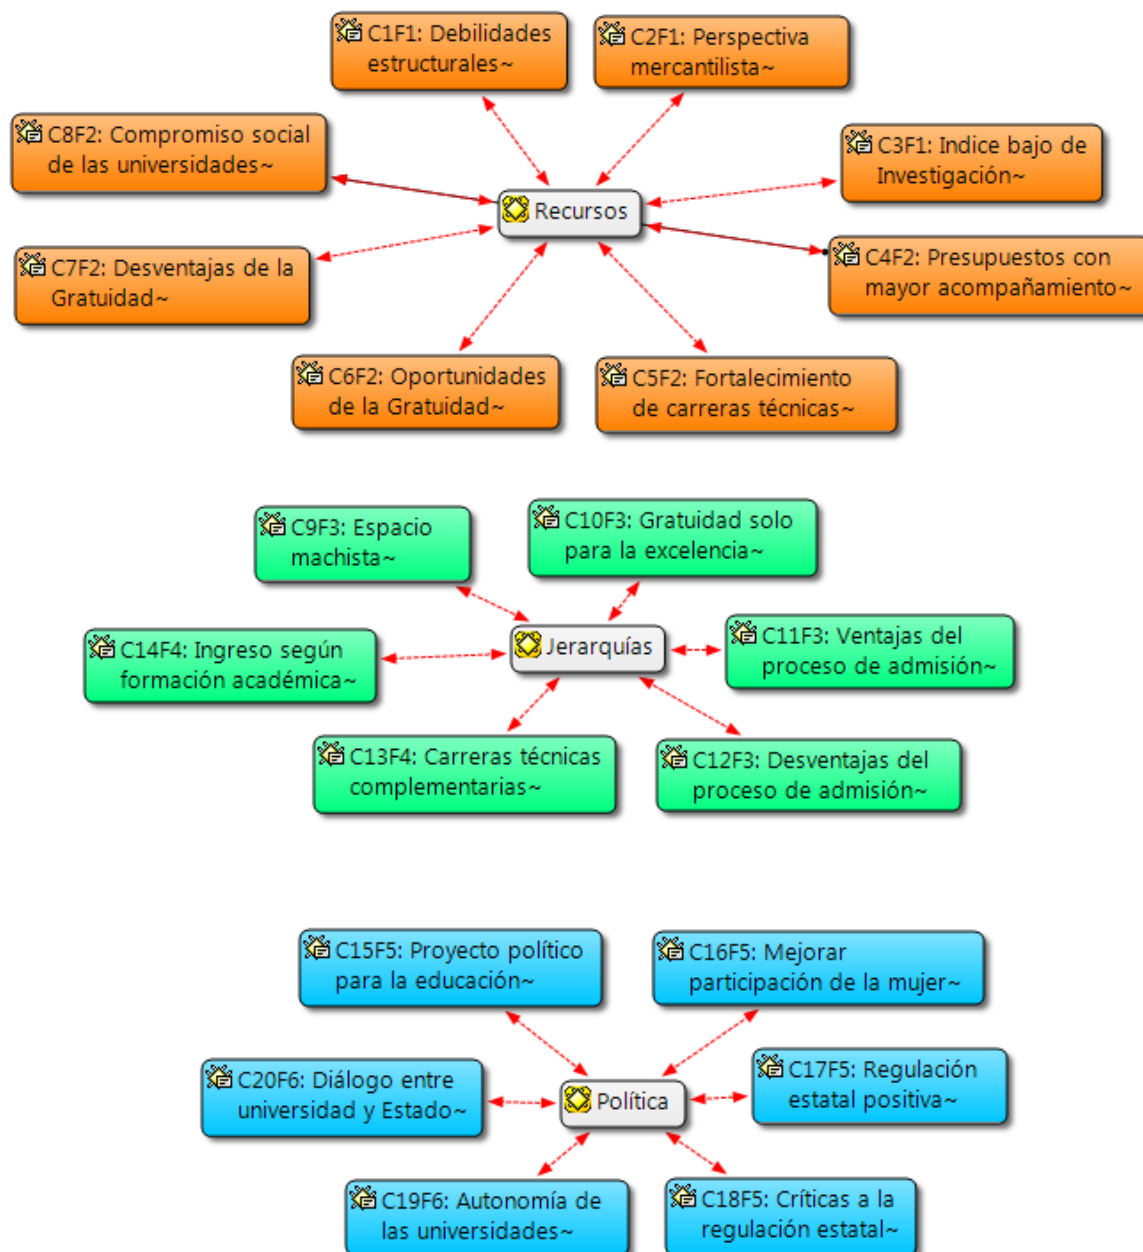 C1F1: Debilidades
estructurales~
C2F1: Perspectiva
mercantilista~
C8F2: Compromiso social
de las universidades~
C3F1: Indice bajo de
Investigación~
Recursos
C7F2: Desventajas de la
Gratuidad~
C4F2: Presupuestos con
mayor acompañamiento~
C6F2: Oportunidades
de la Gratuidad~
C5F2: Fortalecimiento
de carreras técnicas~
C9F3: Espacio
machista~
C10F3: Gratuidad solo
para la excelencia~
C14F4: Ingreso según
formación académica~
Jerarquías
C11F3: Ventajas del
proceso de admisión~
C13F4: Carreras técnicas
complementarias~
C12F3: Desventajas del
proceso de admisión~
C15F5: Proyecto político
para la educación~
C16F5: Mejorar
participación de la mujer~
C20F6: Diálogo entre
universidad y Estado~
Política
C17F5: Regulación
estatal positiva~
C19F6: Autonomía de
las universidades~
C18F5: Críticas a la
regulación estatal~